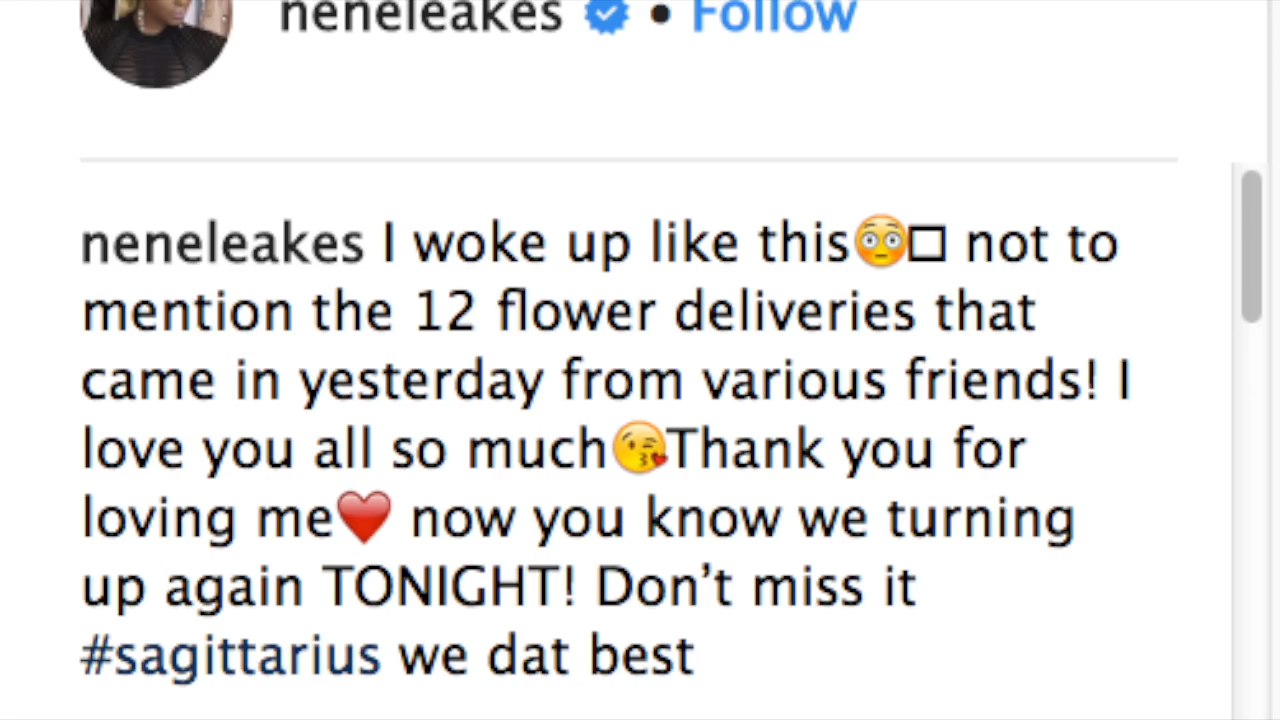 neneleakes • Follow
neneleakes I woke up like this😳□ not to
mention the 12 flower deliveries that
came in yesterday from various friends! I
love you all so much😘Thank you for
loving me❤️ now you know we turning
up again TONIGHT! Don’t miss it
#sagittarius we dat best